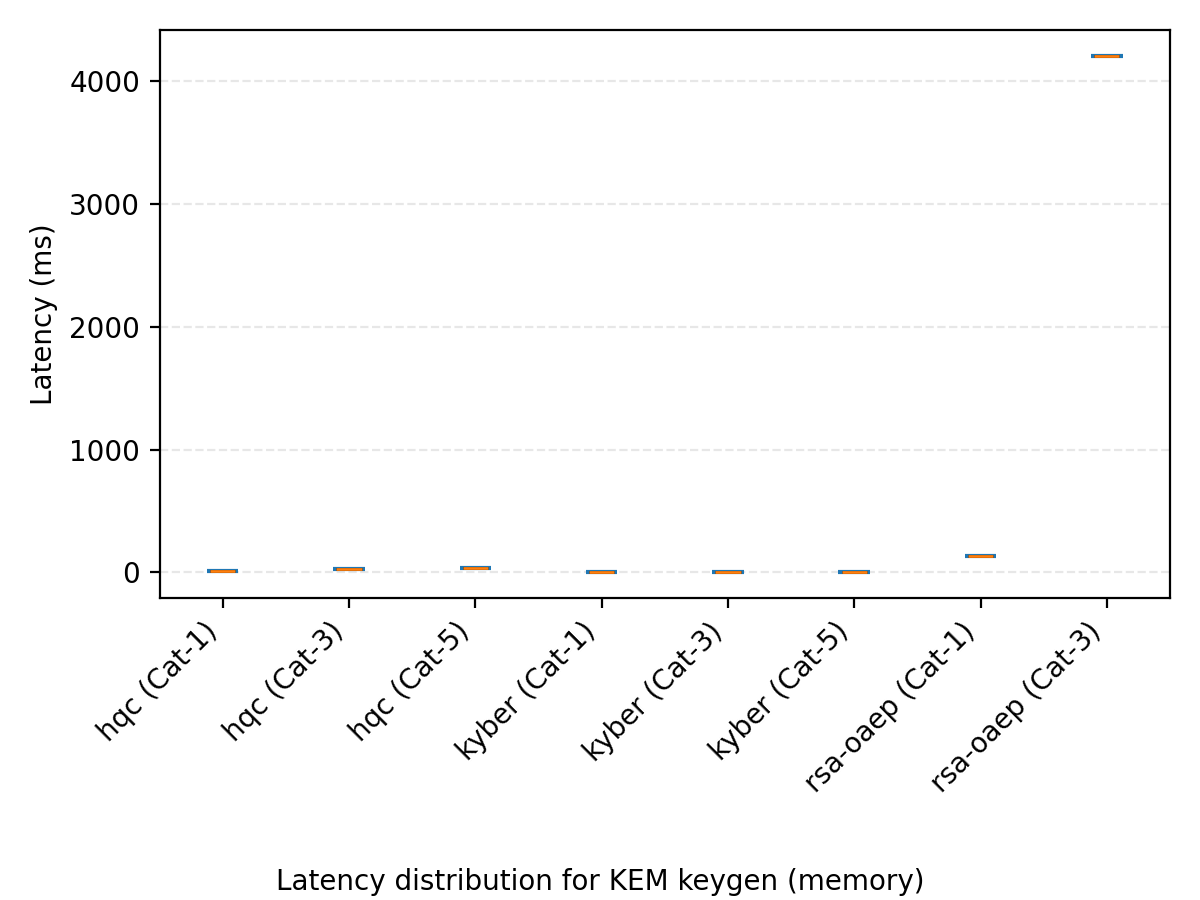 4000
3000
2000
1000
0
Latency (ms)
hqc (Cat-1)
hqc (Cat-3)
hqc (Cat-5)
kyber (Cat-1)
kyber (Cat-3)
kyber (Cat-5)
rsa-oaep (Cat-1)
rsa-oaep (Cat-3)
Latency distribution for KEM keygen (memory)